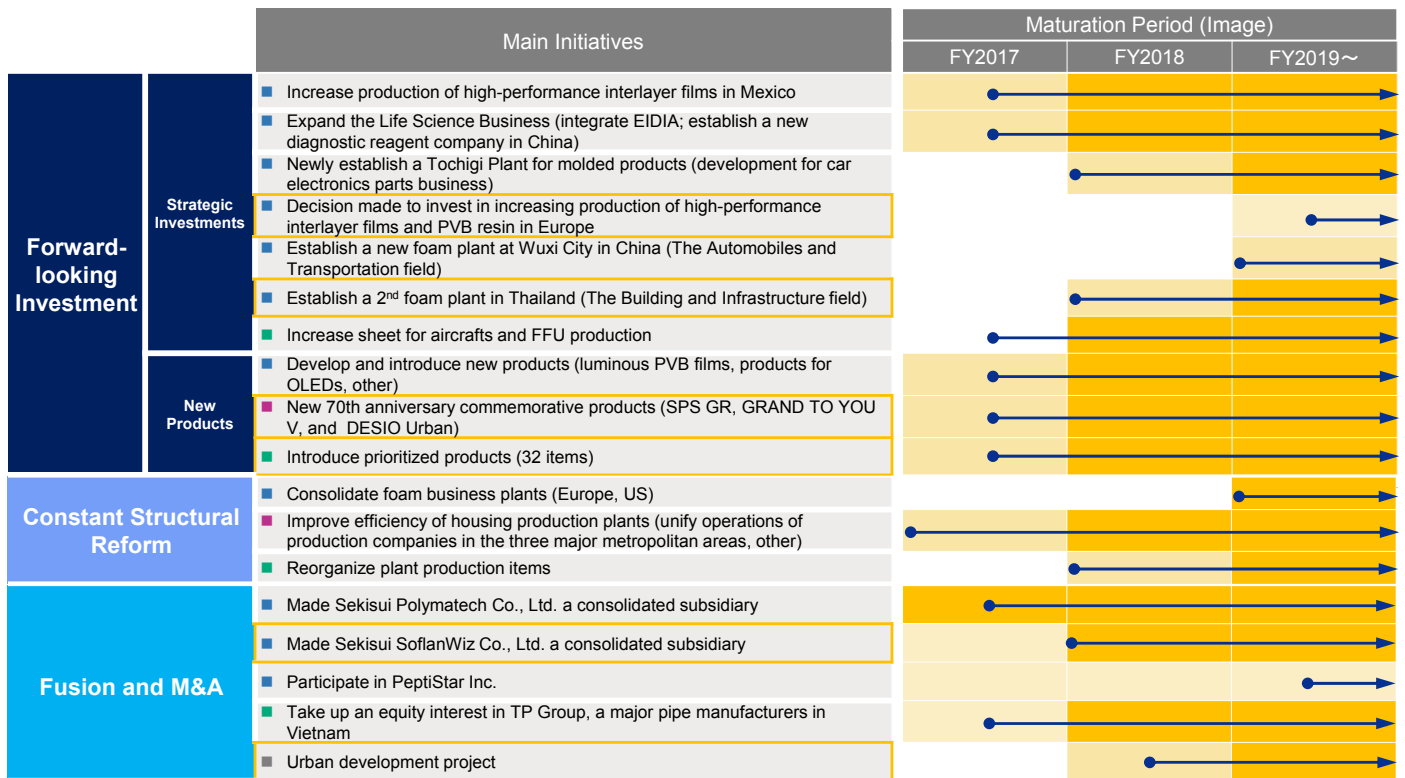 Main Initiatives
Maturation Period (Image)
FY2017
FY2018
FY2019～
Forward-
looking
Investment
Strategic
Investments
Increase production of high-performance interlayer films in Mexico
Expand the Life Science Business (integrate EIDIA; establish a new
diagnostic reagent company in China)
Newly establish a Tochigi Plant for molded products (development for car
electronics parts business)
Decision made to invest in increasing production of high-performance
interlayer films and PVB resin in Europe
Establish a new foam plant at Wuxi City in China (The Automobiles and
Transportation field)
Establish a 2nd foam plant in Thailand (The Building and Infrastructure field)
Increase sheet for aircrafts and FFU production
New
Products
Develop and introduce new products (luminous PVB films, products for
OLEDs, other)
New 70th anniversary commemorative products (SPS GR, GRAND TO YOU
V, and DESIO Urban)
Introduce prioritized products (32 items)
Constant Structural
Reform
Consolidate foam business plants (Europe, US)
Improve efficiency of housing production plants (unify operations of
production companies in the three major metropolitan areas, other)
Reorganize plant production items
Fusion and M&A
Made Sekisui Polymatech Co., Ltd. a consolidated subsidiary
Made Sekisui SoflanWiz Co., Ltd. a consolidated subsidiary
Participate in PeptiStar Inc.
Take up an equity interest in TP Group, a major pipe manufacturers in
Vietnam
Urban development project